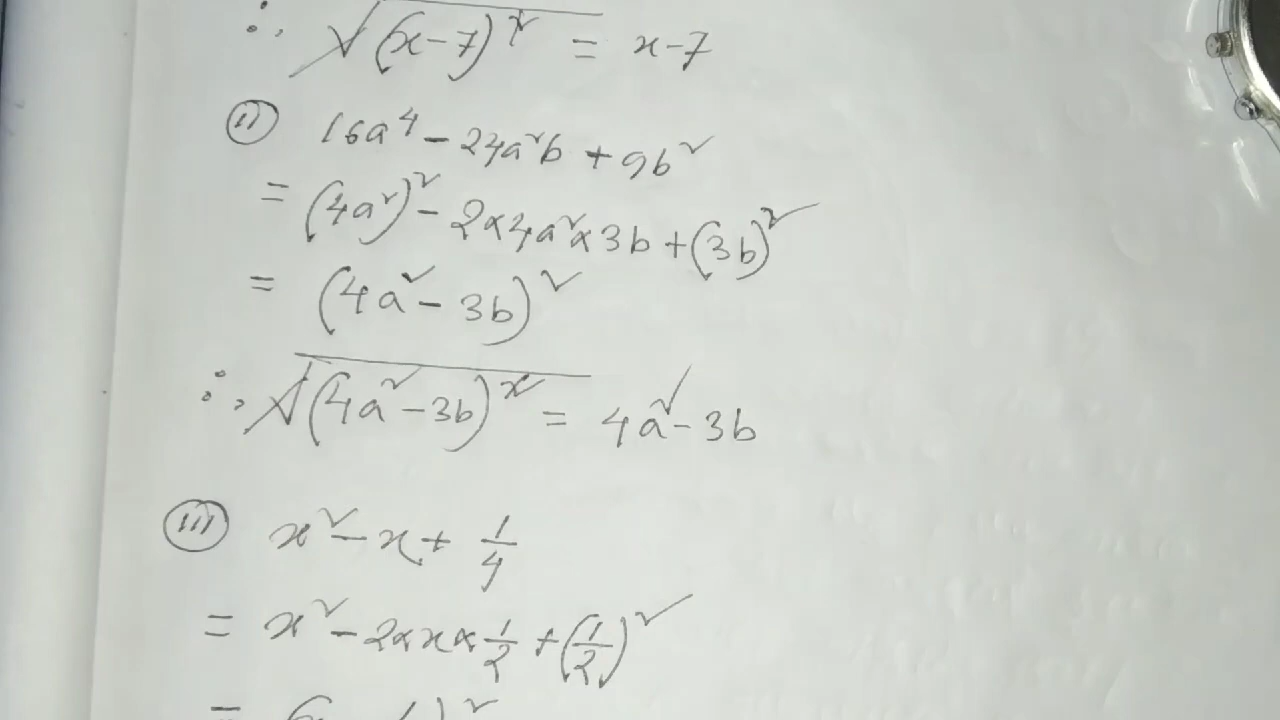 ∴ √(x-7)² = x-7
(ii) 16a⁴ - 24a²b + 9b²
= (4a²)² - 2×4a²×3b + (3b)²
= (4a² - 3b)²
∴ √(4a² - 3b)² = 4a² - 3b
(iii) x² - x + 1/4
= x² - 2×x×1/2 + (1/2)²